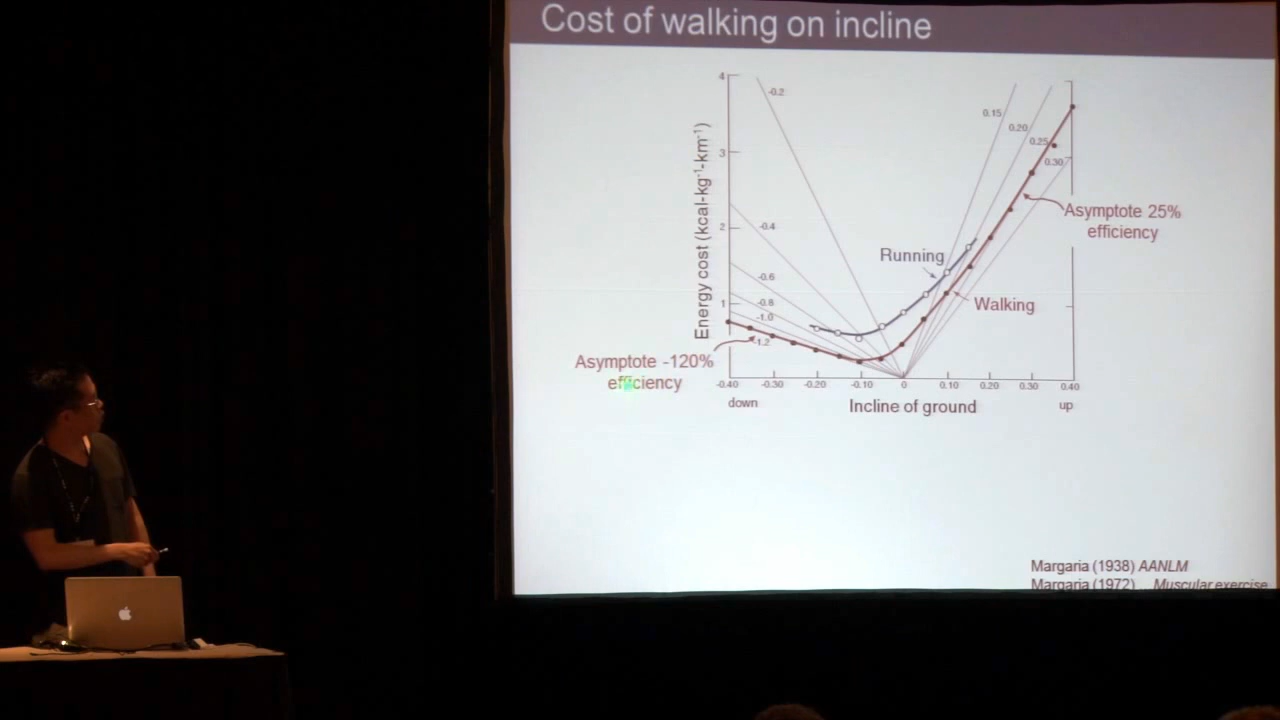 Cost of walking on incline
Energy cost (kcal-kg-1-km-1)
4
3
2
1
-0.2
-0.4
-0.6
-0.8
-1.0
-1.2
0.15
0.20
0.25
0.30
Running
Walking
Asymptote 25%
efficiency
Asymptote -120%
efficiency
-0.40 -0.30 -0.20 -0.10 0 0.10 0.20 0.30 0.40
down Incline of ground up
Margaria (1938) AANLM
Margaria (1972) Muscular exercise